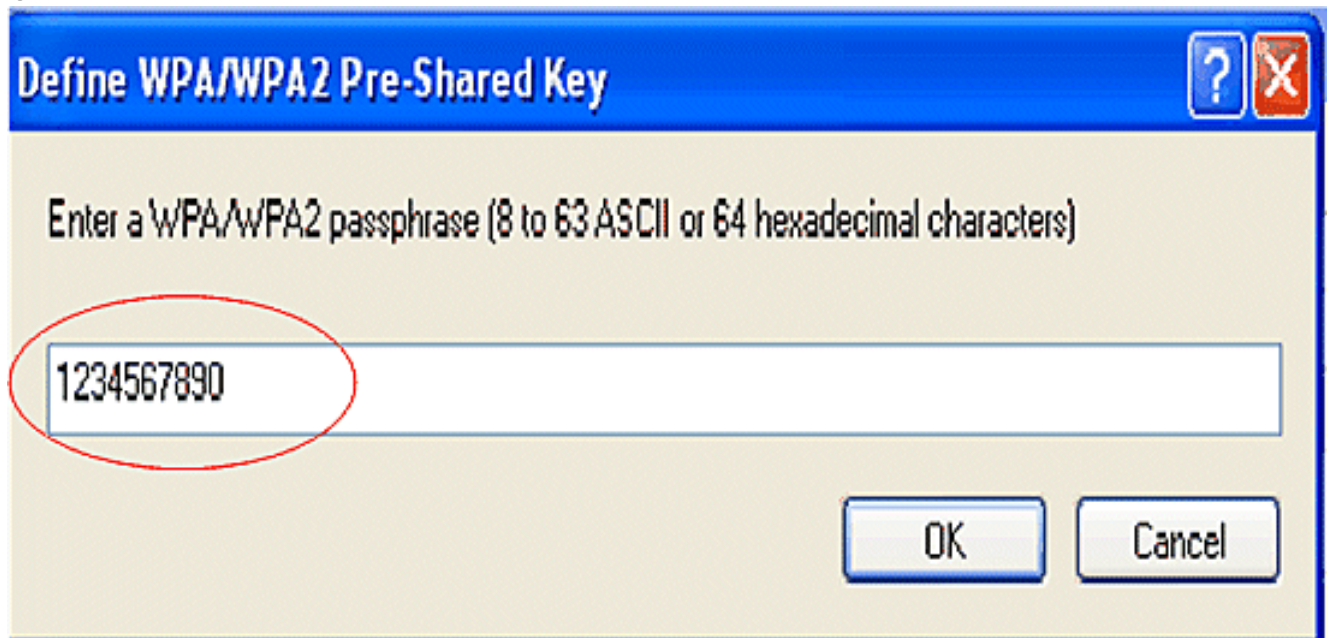 Define WPA/WPA2 Pre-Shared Key
Enter a WPA/WPA2 passphrase (8 to 63 ASCII or 64 hexadecimal characters)
1234567890
OK Cancel